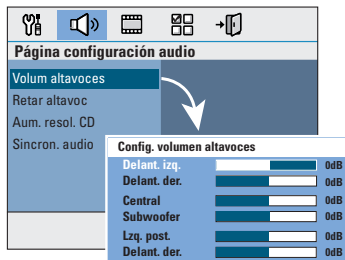 Página configuración audio
Volum altavoces
Retar altavoc
Aum. resol. CD
Sincron. audio
Config. volumen altavoces
Delant. izq. 0dB
Delant. der. 0dB
Central 0dB
Subwoofer 0dB
Lzq. post. 0dB
Delant. der. 0dB